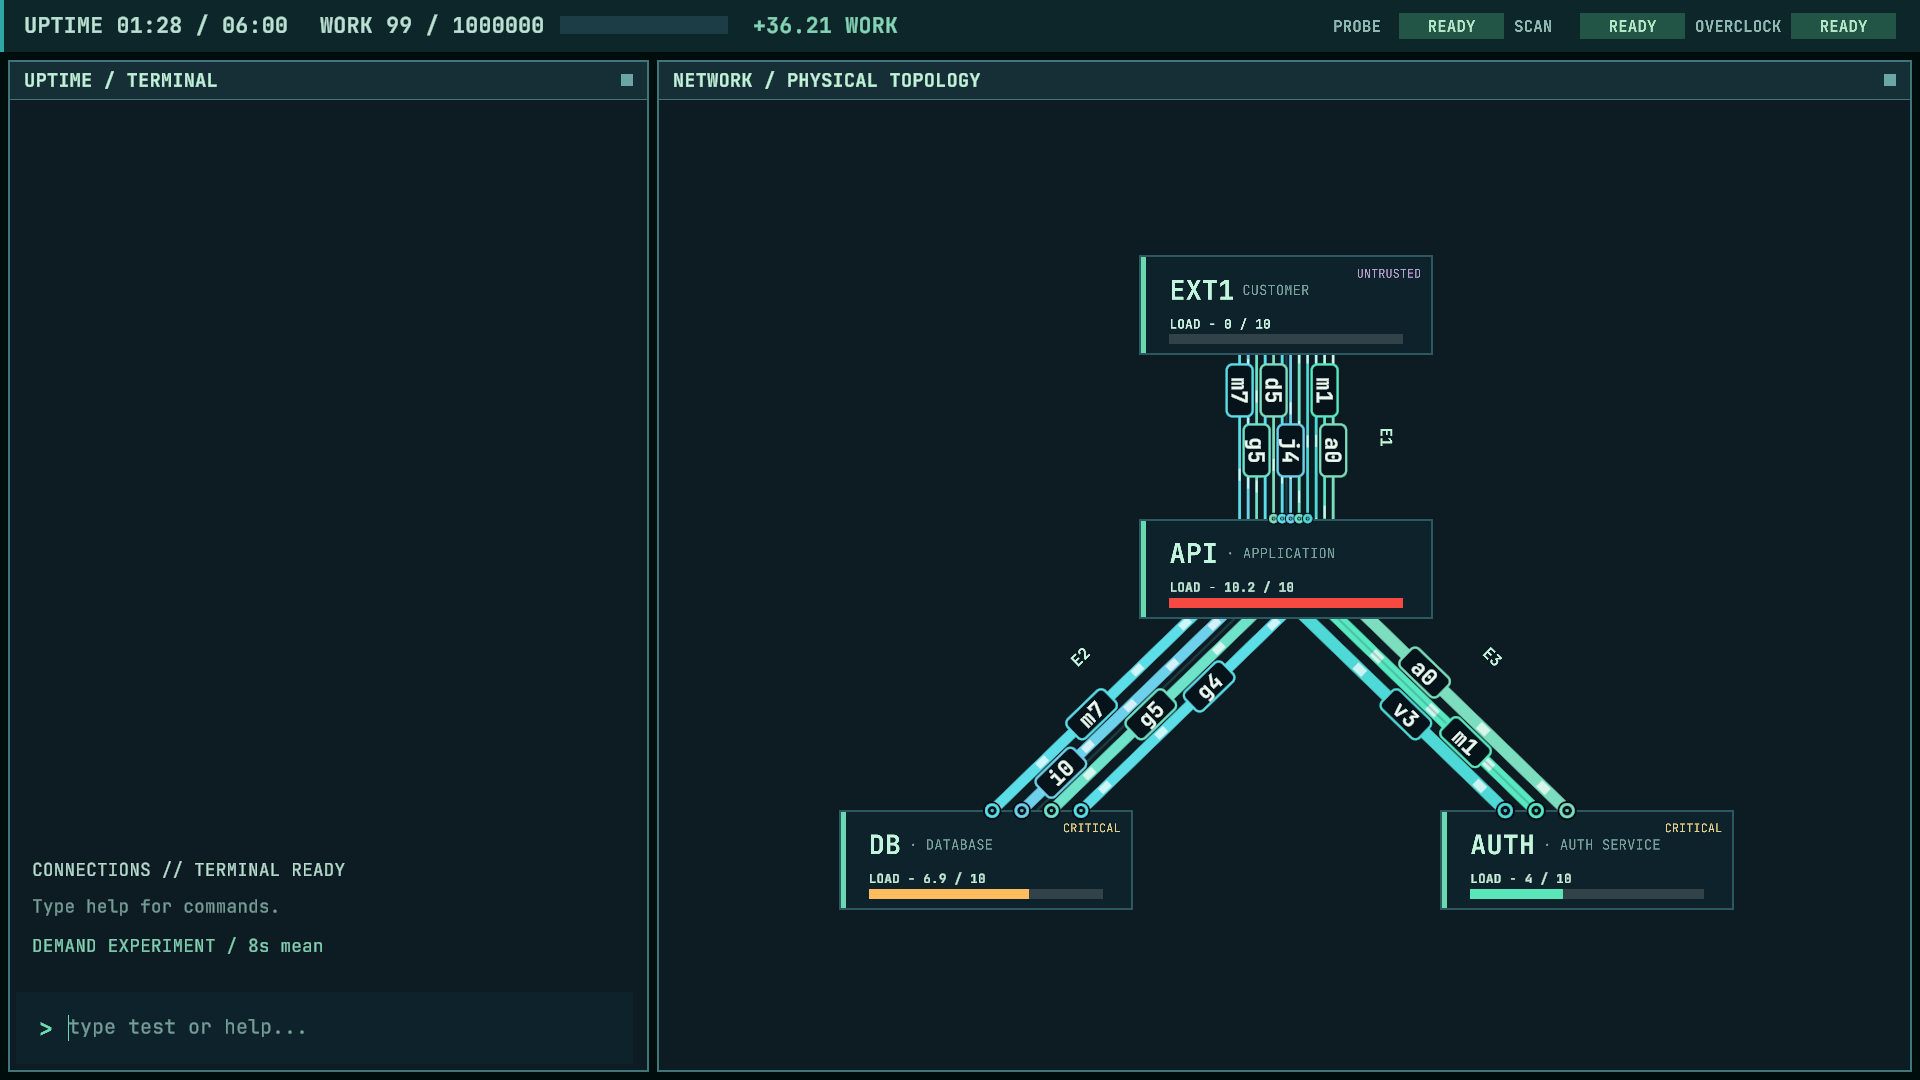 UPTIME 01:28 / 06:00 WORK 99 / 1000000 +36.21 WORK PROBE READY SCAN READY OVERCLOCK READY
UPTIME / TERMINAL
NETWORK / PHYSICAL TOPOLOGY
EXT1 CUSTOMER UNTRUSTED
LOAD - 0 / 10
m7 d5 m1
g5 j4 a0
E1
API · APPLICATION
LOAD - 10.2 / 10
E2
E3
m7 i0 g5 g4
a0 v3 m1
DB · DATABASE CRITICAL
LOAD - 6.9 / 10
AUTH · AUTH SERVICE CRITICAL
LOAD - 4 / 10
CONNECTIONS // TERMINAL READY
Type help for commands.
DEMAND EXPERIMENT / 8s mean
> type test or help...